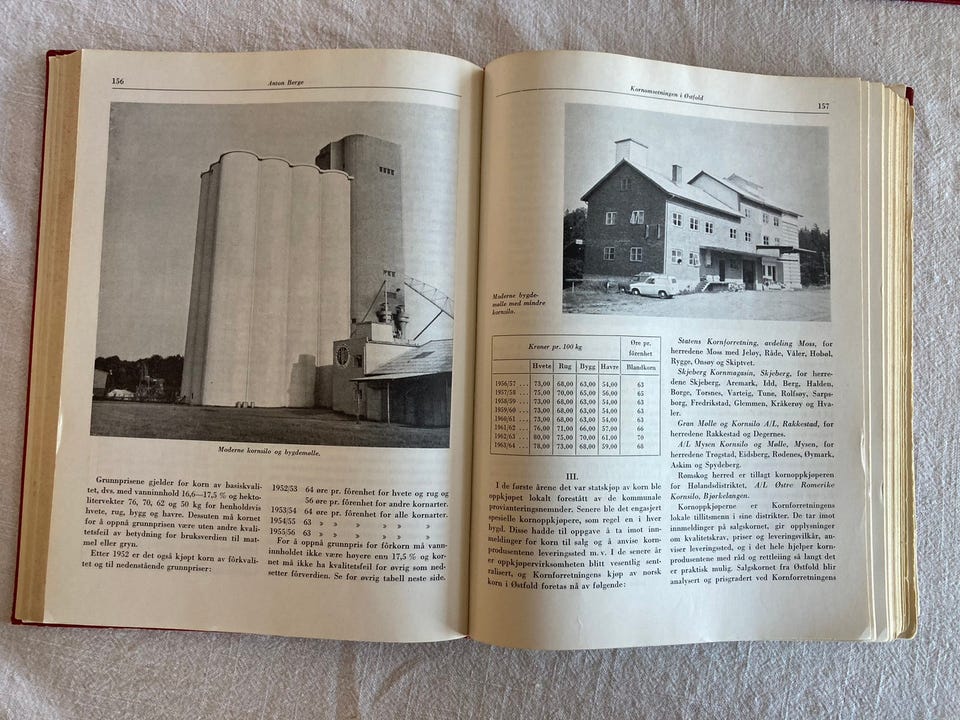 156
Anton Berge
Moderne kornsilo og bygdemølle.
Grunnprisene gjelder for korn av basiskvali-
tet, dvs. med vanninnhold 16,6—17,5 % og hekto-
litervekter 76, 70, 62 og 50 kg for henholdsvis
hvete, rug, bygg og havre. Dessuten må kornet
for å oppnå grunnprisen være uten andre kvali-
tetsfeil av betydning for bruksverdien til mat-
mel eller gryn.
Etter 1952 er det også kjøpt korn av fôrkvali-
tet og til nedenstående grunnpriser:
1952/53 64 øre pr. fôrenhet for hvete og rug og
56 øre pr. fôrenhet for andre kornarter.
1953/54 64 øre pr. fôrenhet for alle kornarter.
1954/55 63 » » » » »
1955/56 63 » » » » »
For å oppnå grunnpris for fôrkorn må vann-
innholdet ikke være høyere enn 17,5 % og kor-
net må ikke ha kvalitetsfeil for øvrig som ned-
setter fôrverdien. Se for øvrig tabell neste side.
Kornomsetningen i Østfold
157
Moderne bygde-
mølle med mindre
kornsilo.
Kroner pr. 100 kg Øre pr. fôrenhet
Hvete Rug Bygg Havre Blandkorn
1956/57 ... 73,00 68,00 63,00 54,00 63
1957/58 ... 75,00 70,00 65,00 56,00 65
1958/59 ... 73,00 68,00 63,00 54,00 63
1959/60 ... 73,00 68,00 63,00 54,00 63
1960/61 ... 73,00 68,00 63,00 54,00 63
1961/62 ... 76,00 71,00 66,00 57,00 66
1962/63 ... 80,00 75,00 70,00 61,00 70
1963/64 ... 78,00 73,00 68,00 59,00 68
III.
I de første årene det var statskjøp av korn ble
oppkjøpet lokalt forestått av de kommunale
provianteringsnemnder. Senere ble det engasjert
spesielle kornoppkjøpere, som regel en i hver
bygd. Disse hadde til oppgave å ta imot inn-
meldinger for korn til salg og å anvise korn-
produsentene leveringssted m. v. I de senere år
er oppkjøpervirksomheten blitt vesentlig sent-
ralisert, og Kornforretningens kjøp av norsk
korn i Østfold foretas nå av følgende:
Statens Kornforretning, avdeling Moss, for
herredene Moss med Jeløy, Råde, Våler, Hobøl,
Rygge, Onsøy og Skiptvet.
Skjeberg Kornmagasin, Skjeberg, for herre-
dene Skjeberg, Aremark, Idd, Berg, Halden,
Borge, Torsnes, Varteig, Tune, Rolfsøy, Sarps-
borg, Fredrikstad, Glemmen, Kråkerøy og Hva-
ler.
Gran Mølle og Kornsilo A/L, Rakkestad, for
herredene Rakkestad og Degernes.
A/L Mysen Kornsilo og Mølle, Mysen, for
herredene Trøgstad, Eidsberg, Rødenes, Øymark,
Askim og Spydeberg.
Rømskog herred er tillagt kornoppkjøperen
for Hølandsdistriktet, A/L Østre Romerike
Kornsilo, Bjørkelangen.
Kornoppkjøperne er Kornforretningens
lokale tillitsmenn i sine distrikter. De tar imot
innmeldinger på salgskornet, gir opplysninger
om kvalitetskrav, priser og leveringsvilkår, an-
viser leveringssted, og i det hele hjelper korn-
produsentene med råd og rettleiing så langt det
er praktisk mulig. Salgskornet fra Østfold blir
analysert og prisgradert ved Kornforretningens